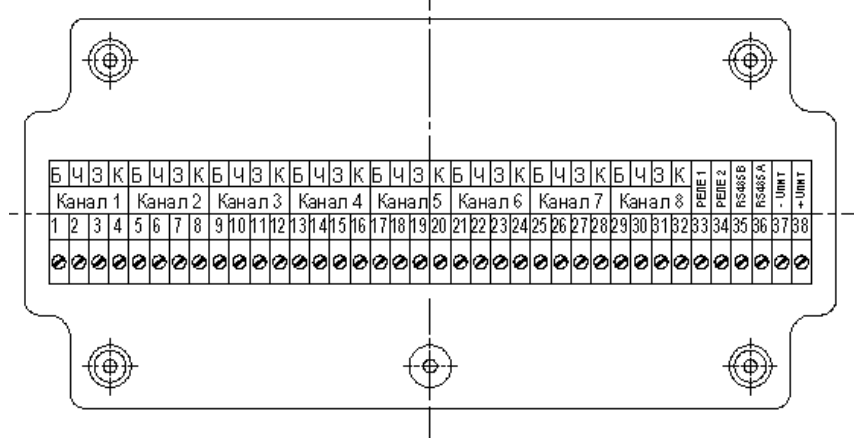 Б Ч З К Б Ч З К Б Ч З К Б Ч З К Б Ч З К Б Ч З К Б Ч З К Б Ч З К РЕЛЕ 1 РЕЛЕ 2 RS485B RS485A - Uпит + Uпит
Канал 1 Канал 2 Канал 3 Канал 4 Канал 5 Канал 6 Канал 7 Канал 8
1 2 3 4 5 6 7 8 9 10 11 12 13 14 15 16 17 18 19 20 21 22 23 24 25 26 27 28 29 30 31 32 33 34 35 36 37 38